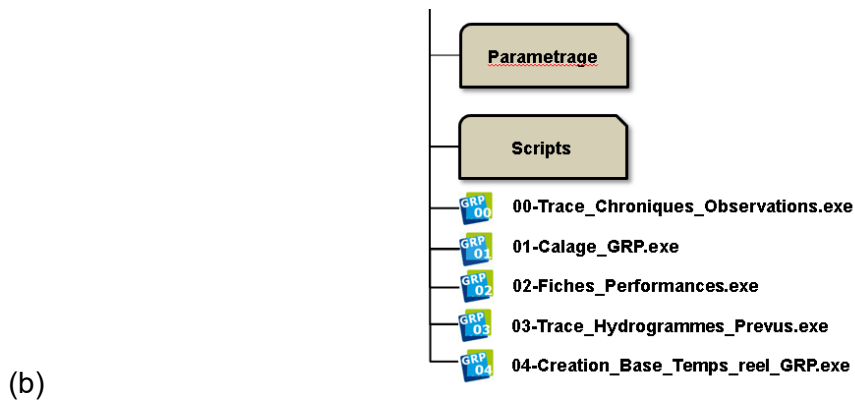 Parametrage
Scripts
GRP 00 00-Trace_Chroniques_Observations.exe
GRP 01 01-Calage_GRP.exe
GRP 02 02-Fiches_Performances.exe
GRP 03 03-Trace_Hydrogrammes_Prevus.exe
GRP 04 04-Creation_Base_Temps_reel_GRP.exe
(b)